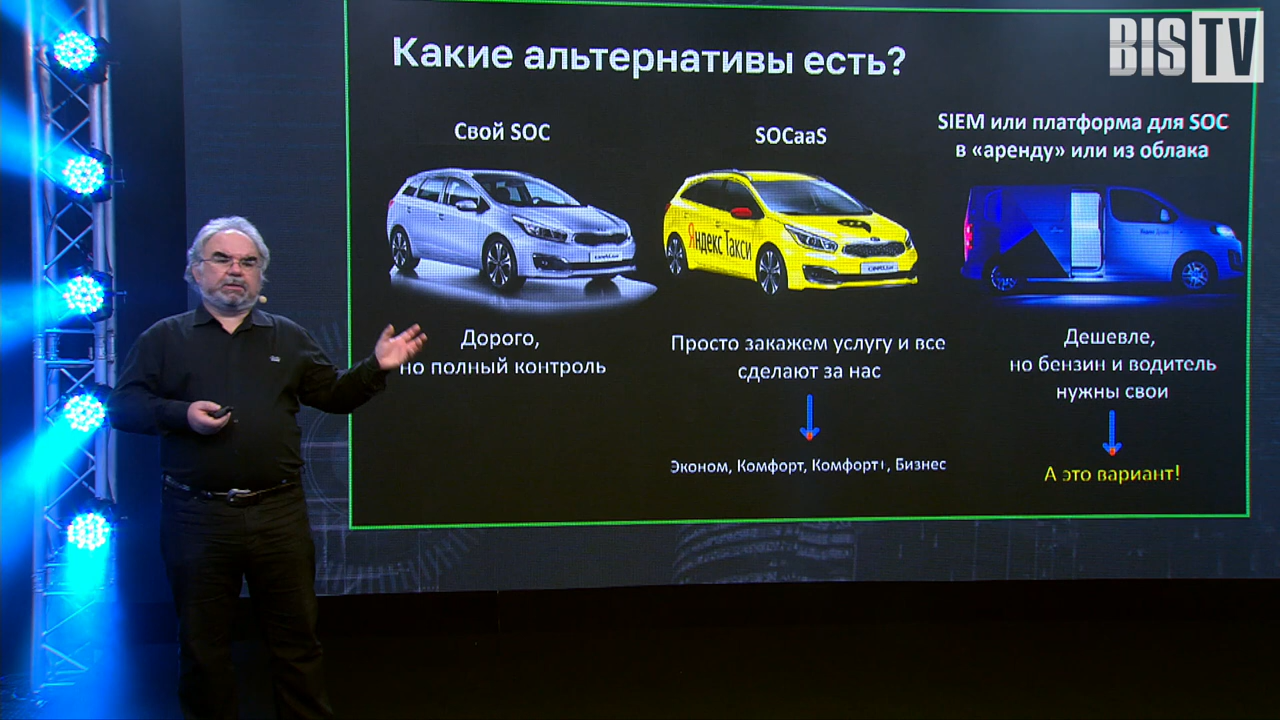 BIS TV
Какие альтернативы есть?
Свой SOC
Дорого,
но полный контроль
SOCaaS
Яндекс Такси
Просто закажем услугу и все
сделают за нас
Эконом, Комфорт, Комфорт+, Бизнес
SIEM или платформа для SOC
в «аренду» или из облака
Дешевле,
но бензин и водитель
нужны свои
А это вариант!